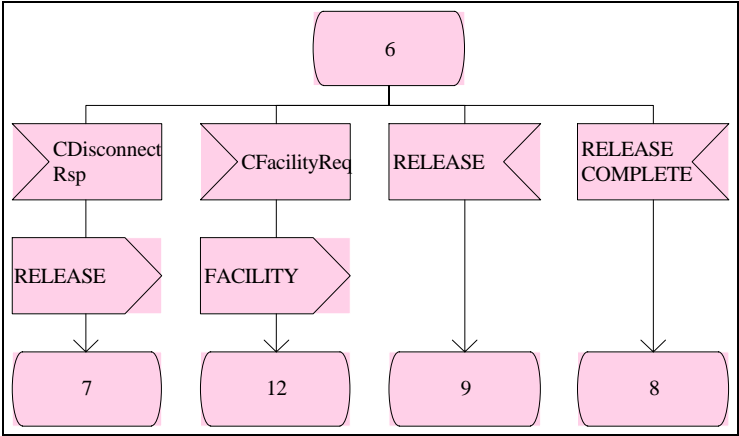 6
CDisconnect
Rsp
CFacilityReq
RELEASE
RELEASE
COMPLETE
RELEASE
FACILITY
7
12
9
8